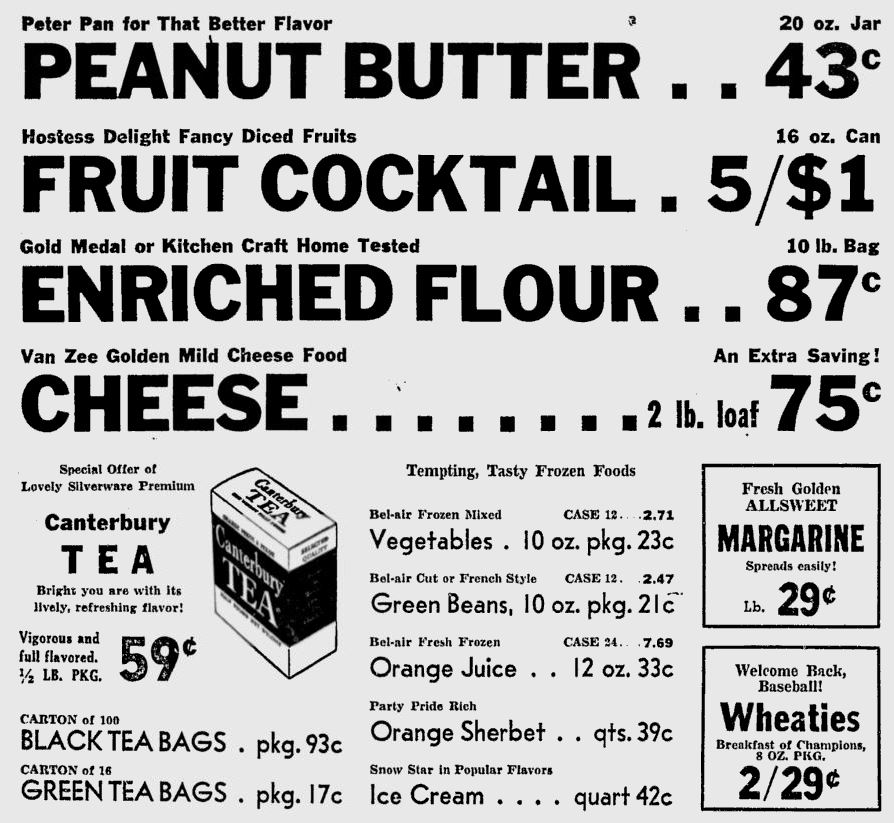 Peter Pan for That Better Flavor 20 oz. Jar
PEANUT BUTTER . . 43c
Hostess Delight Fancy Diced Fruits 16 oz. Can
FRUIT COCKTAIL . 5/$1
Gold Medal or Kitchen Craft Home Tested 10 lb. Bag
ENRICHED FLOUR . . 87c
Van Zee Golden Mild Cheese Food An Extra Saving!
CHEESE . . . . . . . . 2 lb. loaf 75c
Special Offer of
Lovely Silverware Premium
Canterbury
TEA
Bright you are with its
lively, refreshing flavor!
Vigorous and
full flavored.
½ LB. PKG.
59¢
Canterbury
TEA
SELECTED
QUALITY
Canterbury
TEA
CARTON of 100
BLACK TEA BAGS . pkg. 93c
CARTON of 16
GREEN TEA BAGS . pkg. 17c
Tempting, Tasty Frozen Foods
Bel-air Frozen Mixed CASE 12. . .2.71
Vegetables . 10 oz. pkg. 23c
Bel-air Cut or French Style CASE 12. .2.47
Green Beans, 10 oz. pkg. 21c
Bel-air Fresh Frozen CASE 24. . .7.69
Orange Juice . . 12 oz. 33c
Party Pride Rich
Orange Sherbet . . qts. 39c
Snow Star in Popular Flavors
Ice Cream . . . . quart 42c
Fresh Golden
ALLSWEET
MARGARINE
Spreads easily!
Lb. 29¢
Welcome Back,
Baseball!
Wheaties
Breakfast of Champions,
8 OZ. PKG.
2/29¢